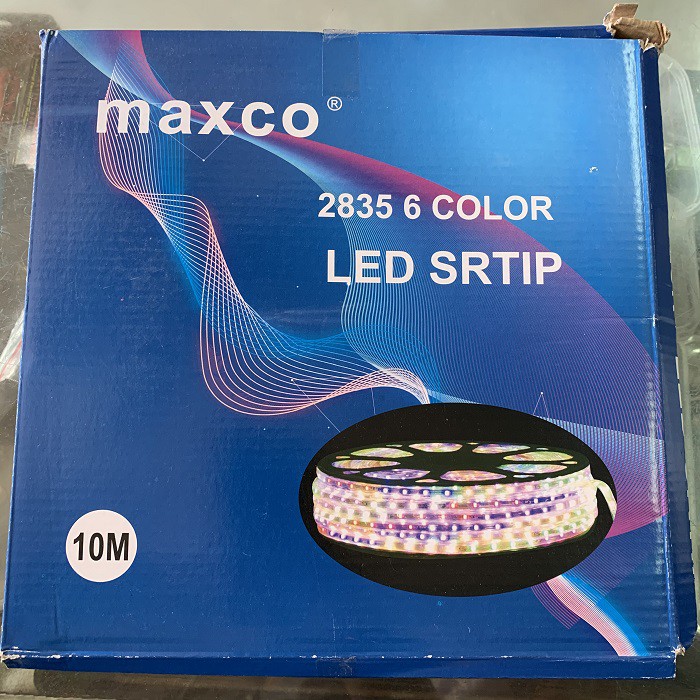 maxco ®
2835 6 COLOR
LED SRTIP
10M